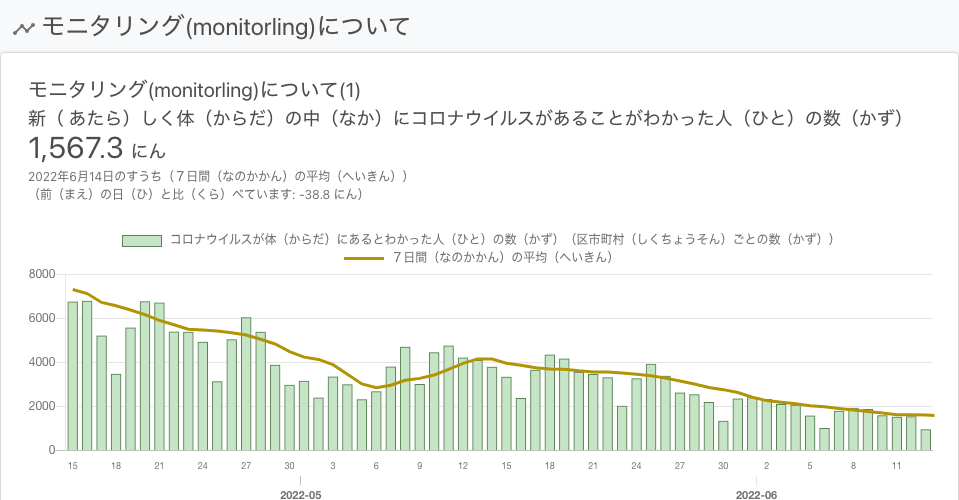 モニタリング(monitorling)について
モニタリング(monitorling)について(1)
新（ あたら）しく体（からだ）の中（なか）にコロナウイルスがあることがわかった人（ひと）の数（かず）
1,567.3 にん
2022年6月14日のすうち（７日間（なのかかん）の平均（へいきん））
（前（まえ）の日（ひ）と比（くら）べています: -38.8 にん）
コロナウイルスが体（からだ）にあるとわかった人（ひと）の数（かず）（区市町村（しくちょうそん）ごとの数（かず））
７日間（なのかかん）の平均（へいきん）
8000
6000
4000
2000
0
15 18 21 24 27 30 3 6 9 12 15 18 21 24 27 30 2 5 8 11
2022-05 2022-06